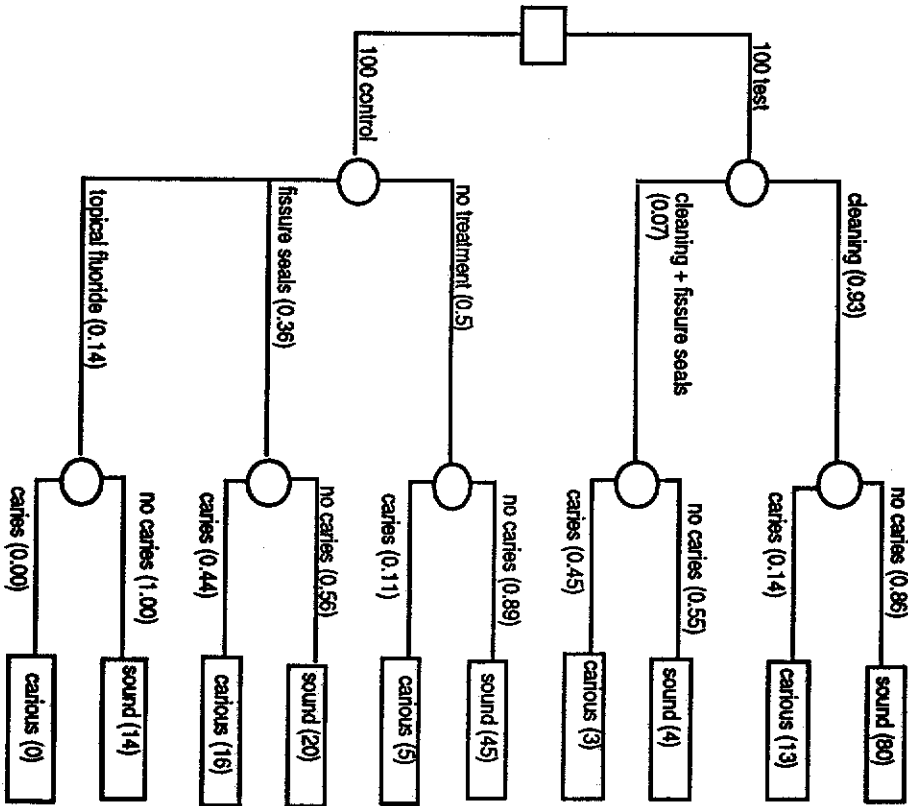 100 test
cleaning (0.93)
no caries (0.86)
sound (80)
caries (0.14)
carious (13)
cleaning + fissure seals
(0.07)
no caries (0.55)
sound (4)
caries (0.45)
carious (3)
100 control
no treatment (0.5)
no caries (0.89)
sound (45)
caries (0.11)
carious (5)
fissure seals (0.36)
no caries (0.56)
sound (20)
caries (0.44)
carious (16)
topical fluoride (0.14)
no caries (1.00)
sound (14)
caries (0.00)
carious (0)